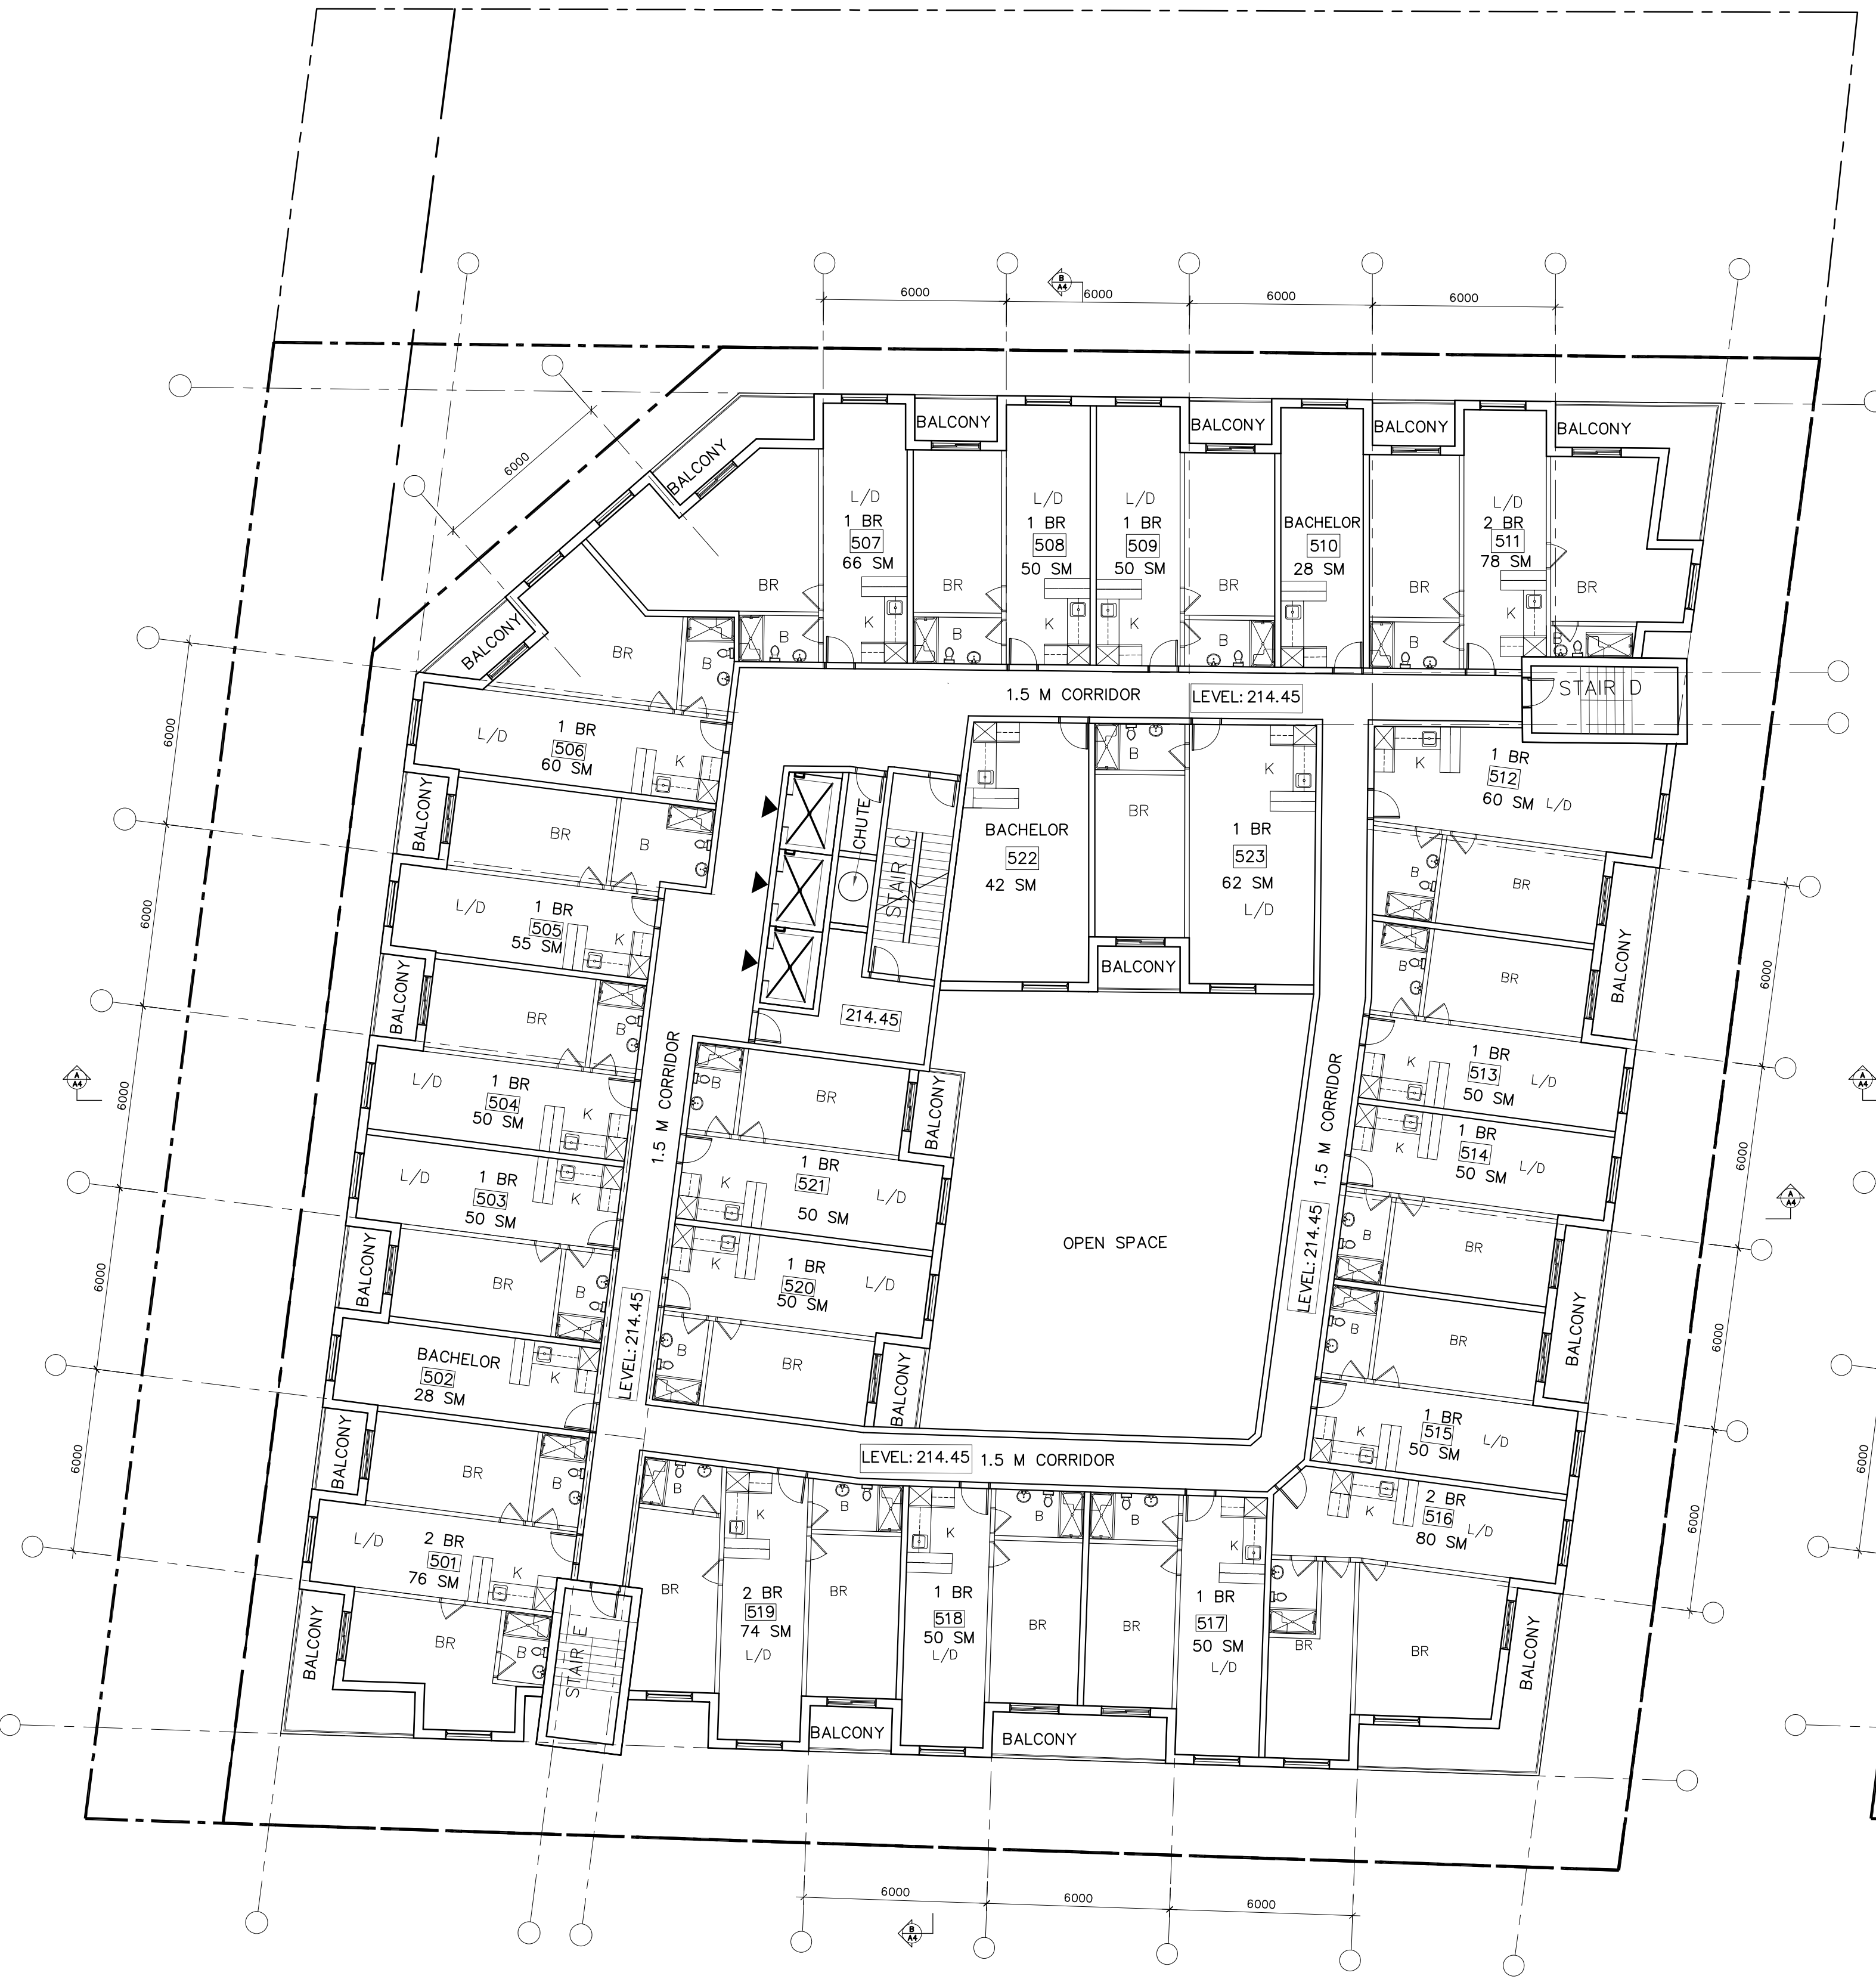 6000
6000
6000
6000
B
A4
6000
BALCONY
BALCONY
BALCONY
BALCONY
BALCONY
L/D
1 BR
507
66 SM
K
BR
B
BR
B
L/D
1 BR
508
50 SM
K
L/D
1 BR
509
50 SM
K
BR
B
BACHELOR
510
28 SM
K
BR
B
L/D
2 BR
511
78 SM
K
BR
B
BALCONY
BR
B
1 BR
506
60 SM
L/D
K
1.5 M CORRIDOR
LEVEL: 214.45
STAIR D
BALCONY
BR
B
CHUTE
STAIR C
214.45
BACHELOR
522
42 SM
K
B
BR
BALCONY
1 BR
523
62 SM
L/D
K
1 BR
512
60 SM
L/D
K
B
BR
BALCONY
B
BR
L/D
1 BR
505
55 SM
K
BALCONY
BR
B
L/D
1 BR
504
50 SM
K
L/D
1 BR
503
50 SM
K
BALCONY
BR
B
BACHELOR
502
28 SM
K
BALCONY
BR
B
L/D
2 BR
501
76 SM
K
BALCONY
BR
B
STAIR E
1.5 M CORRIDOR
LEVEL: 214.45
B
BR
BALCONY
1 BR
521
50 SM
L/D
K
1 BR
520
50 SM
L/D
K
B
BR
BALCONY
OPEN SPACE
1.5 M CORRIDOR
LEVEL: 214.45
1 BR
513
50 SM
L/D
K
1 BR
514
50 SM
L/D
K
B
BR
BALCONY
B
BR
1 BR
515
50 SM
L/D
K
2 BR
516
80 SM
L/D
K
B
BR
BR
BALCONY
LEVEL: 214.45
1.5 M CORRIDOR
B
BR
2 BR
519
74 SM
L/D
K
B
BR
BALCONY
1 BR
518
50 SM
L/D
K
B
BR
BALCONY
B
BR
1 BR
517
50 SM
L/D
K
6000
6000
6000
6000
6000
6000
6000
6000
6000
6000
6000
A
A4
A
A4
A
A4
6000
6000
6000
B
A4